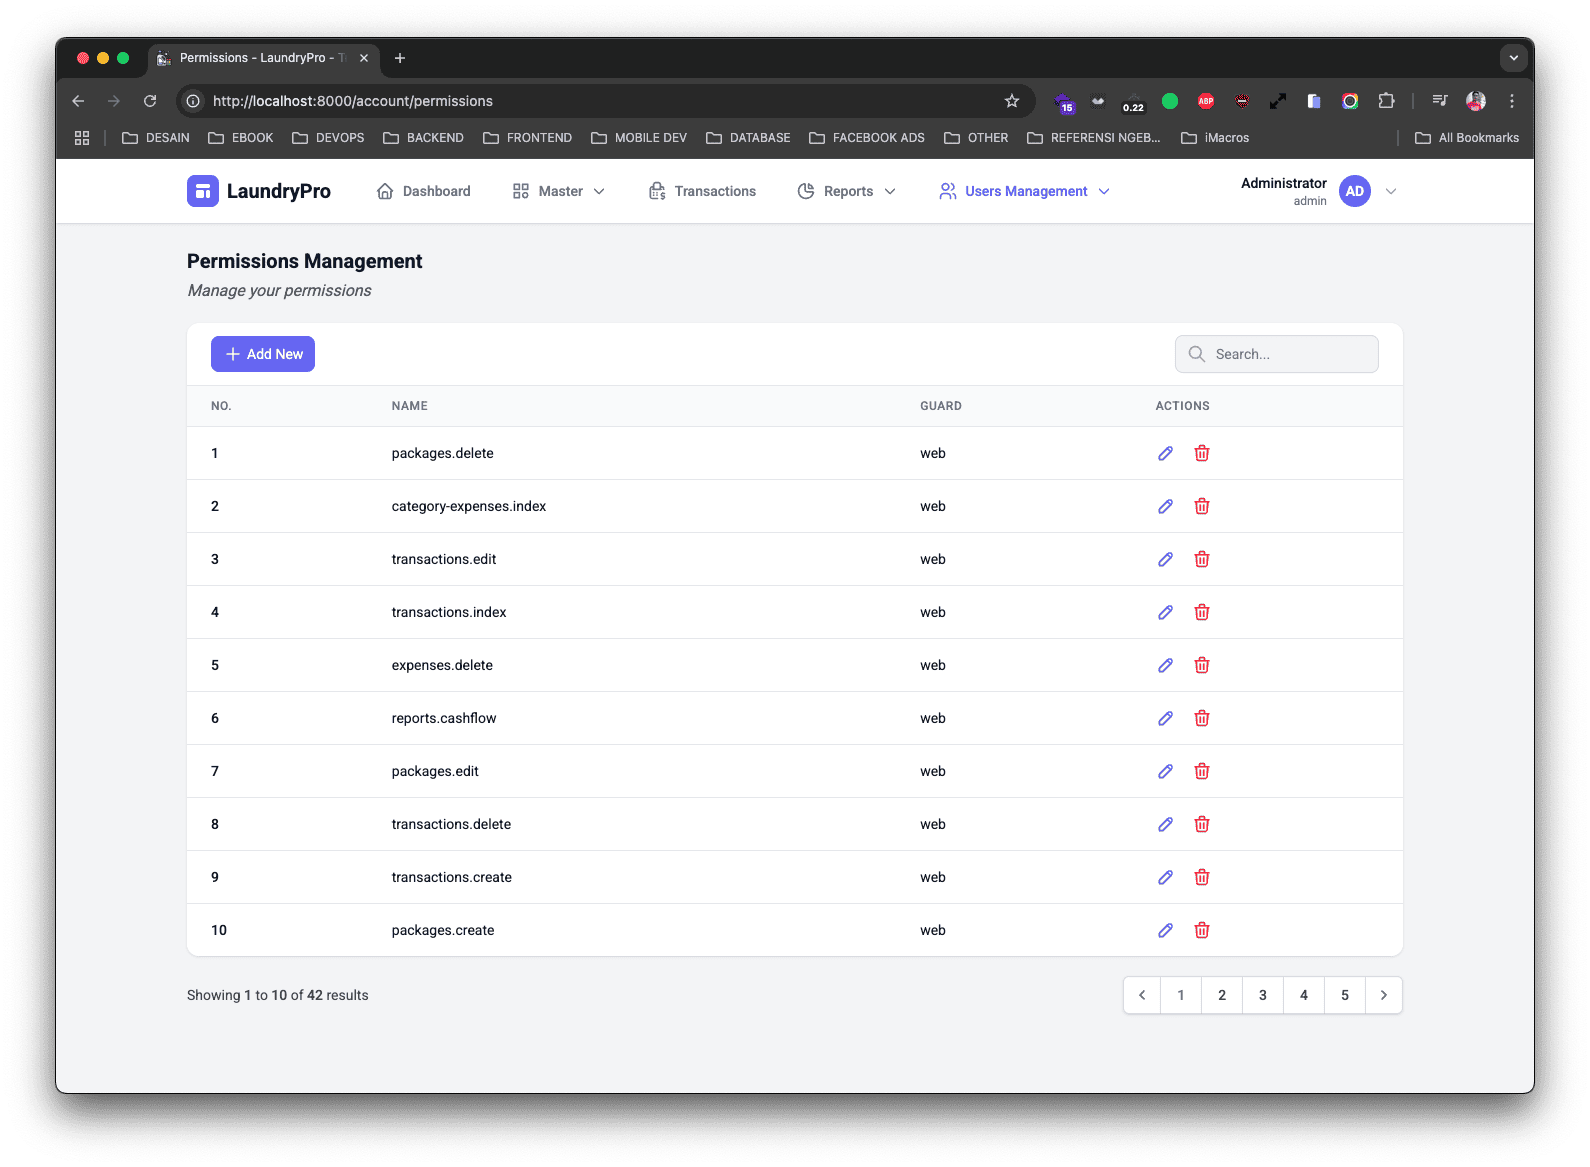 Permissions - LaundryPro - T
http://localhost:8000/account/permissions
15
0.22
ABP
DESAIN EBOOK DEVOPS BACKEND FRONTEND MOBILE DEV DATABASE FACEBOOK ADS OTHER REFERENSI NGEB... iMacros All Bookmarks
LaundryPro Dashboard Master Transactions Reports Users Management Administrator AD
admin
Permissions Management
Manage your permissions
Add New Search...
NO. NAME GUARD ACTIONS
1 packages.delete web
2 category-expenses.index web
3 transactions.edit web
4 transactions.index web
5 expenses.delete web
6 reports.cashflow web
7 packages.edit web
8 transactions.delete web
9 transactions.create web
10 packages.create web
Showing 1 to 10 of 42 results 1 2 3 4 5